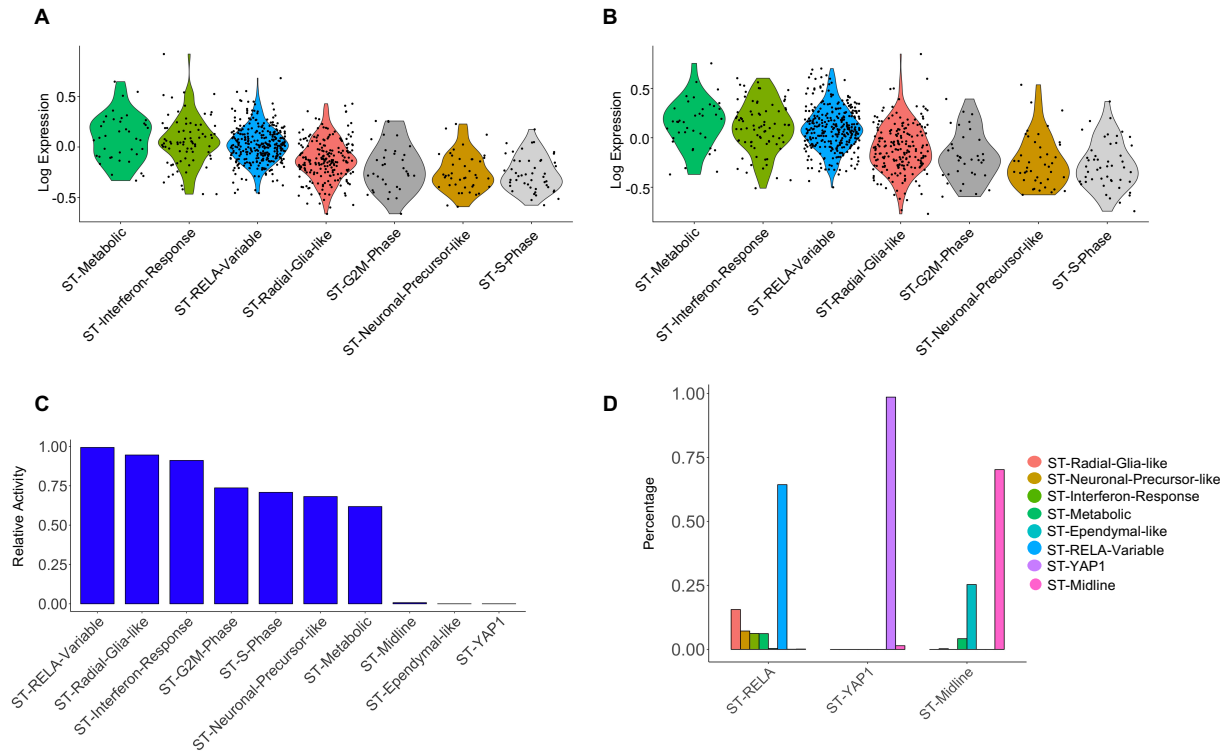 A
Log Expression
0.5
0.0
-0.5
ST-Metabolic
ST-Interferon-Response
ST-RELA-Variable
ST-Radial-Glia-like
ST-G2M-Phase
ST-Neuronal-Precursor-like
ST-S-Phase
B
Log Expression
0.5
0.0
-0.5
ST-Metabolic
ST-Interferon-Response
ST-RELA-Variable
ST-Radial-Glia-like
ST-G2M-Phase
ST-Neuronal-Precursor-like
ST-S-Phase
C
Relative Activity
1.00
0.75
0.50
0.25
0.00
ST-RELA-Variable
ST-Radial-Glia-like
ST-Interferon-Response
ST-G2M-Phase
ST-S-Phase
ST-Neuronal-Precursor-like
ST-Metabolic
ST-Midline
ST-Ependymal-like
ST-YAP1
D
Percentage
1.00
0.75
0.50
0.25
0.00
ST-RELA
ST-YAP1
ST-Midline
ST-Radial-Glia-like
ST-Neuronal-Precursor-like
ST-Interferon-Response
ST-Metabolic
ST-Ependymal-like
ST-RELA-Variable
ST-YAP1
ST-Midline